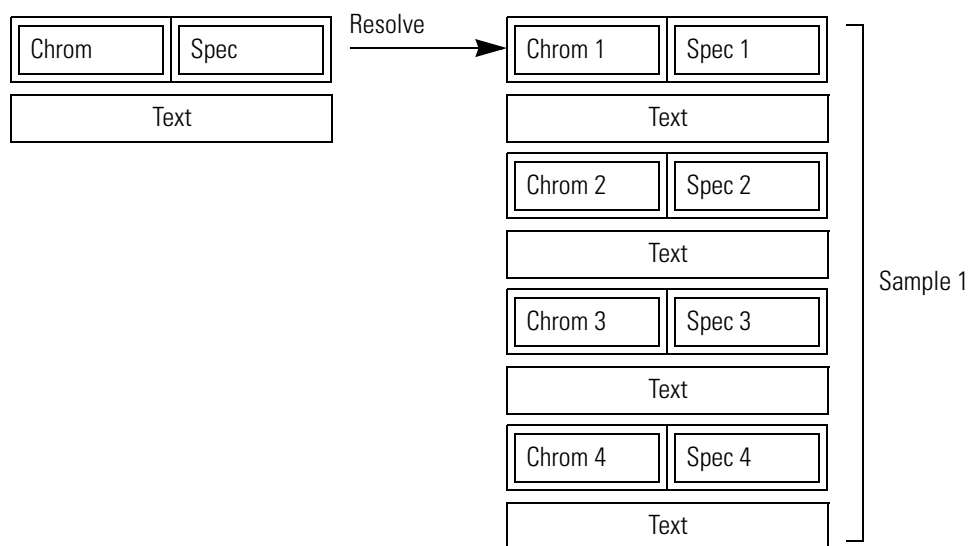 Chrom Spec
Text
Resolve
Chrom 1 Spec 1
Text
Chrom 2 Spec 2
Text
Chrom 3 Spec 3
Text
Chrom 4 Spec 4
Text
Sample 1